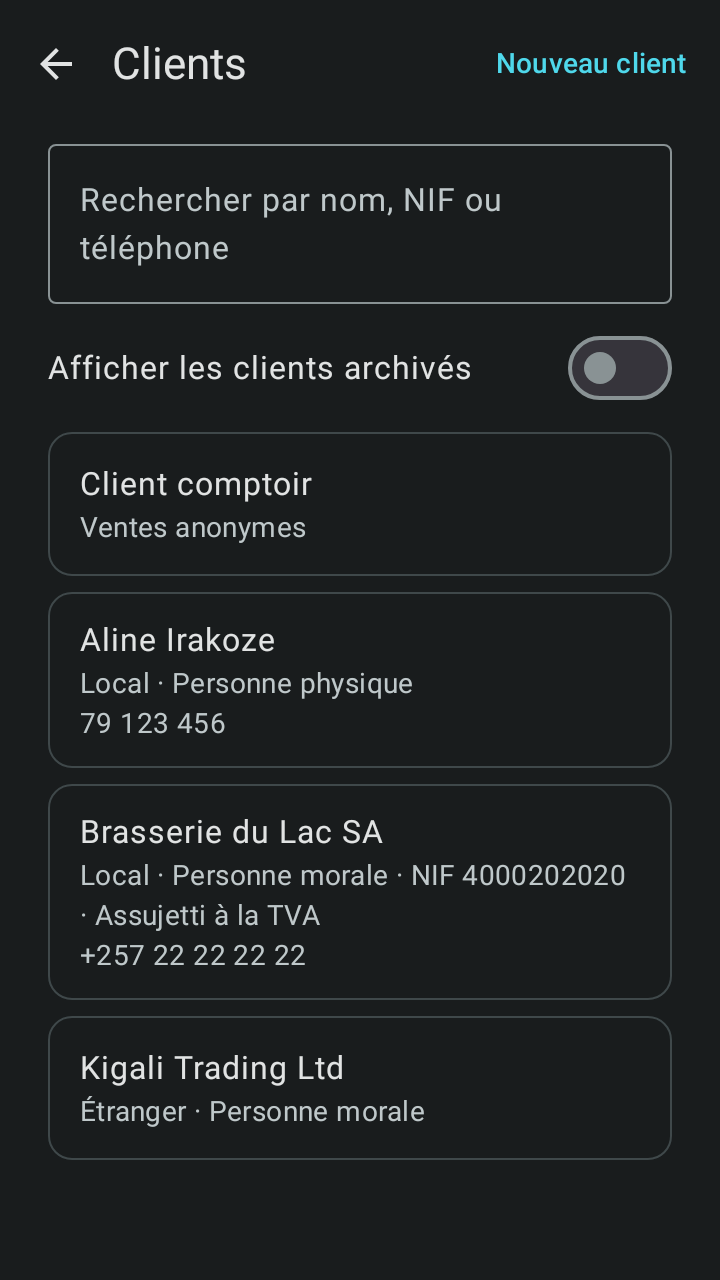 Clients
Nouveau client
Rechercher par nom, NIF ou
téléphone
Afficher les clients archivés
Client comptoir
Ventes anonymes
Aline Irakoze
Local · Personne physique
79 123 456
Brasserie du Lac SA
Local · Personne morale · NIF 4000202020
· Assujetti à la TVA
+257 22 22 22 22
Kigali Trading Ltd
Étranger · Personne morale